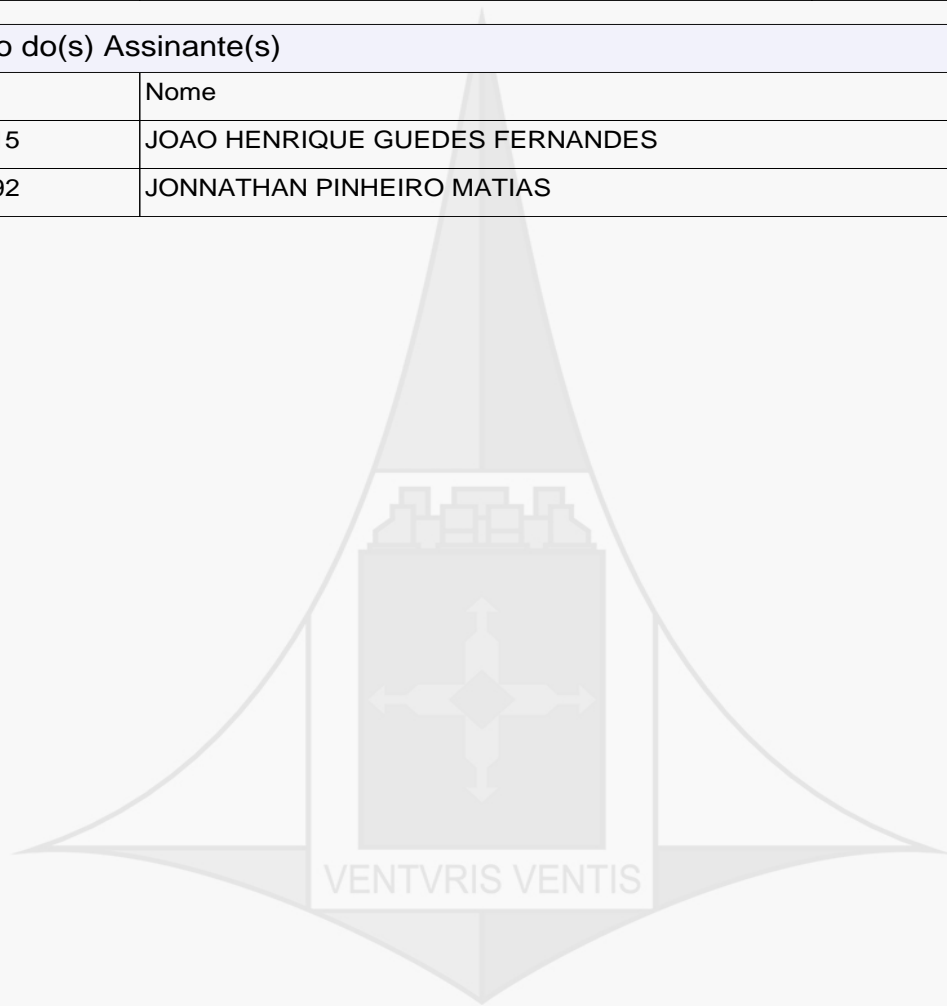 o do(s) Assinante(s)
Nome
5 JOAO HENRIQUE GUEDES FERNANDES
92 JONNATHAN PINHEIRO MATIAS
VENTVRIS VENTIS